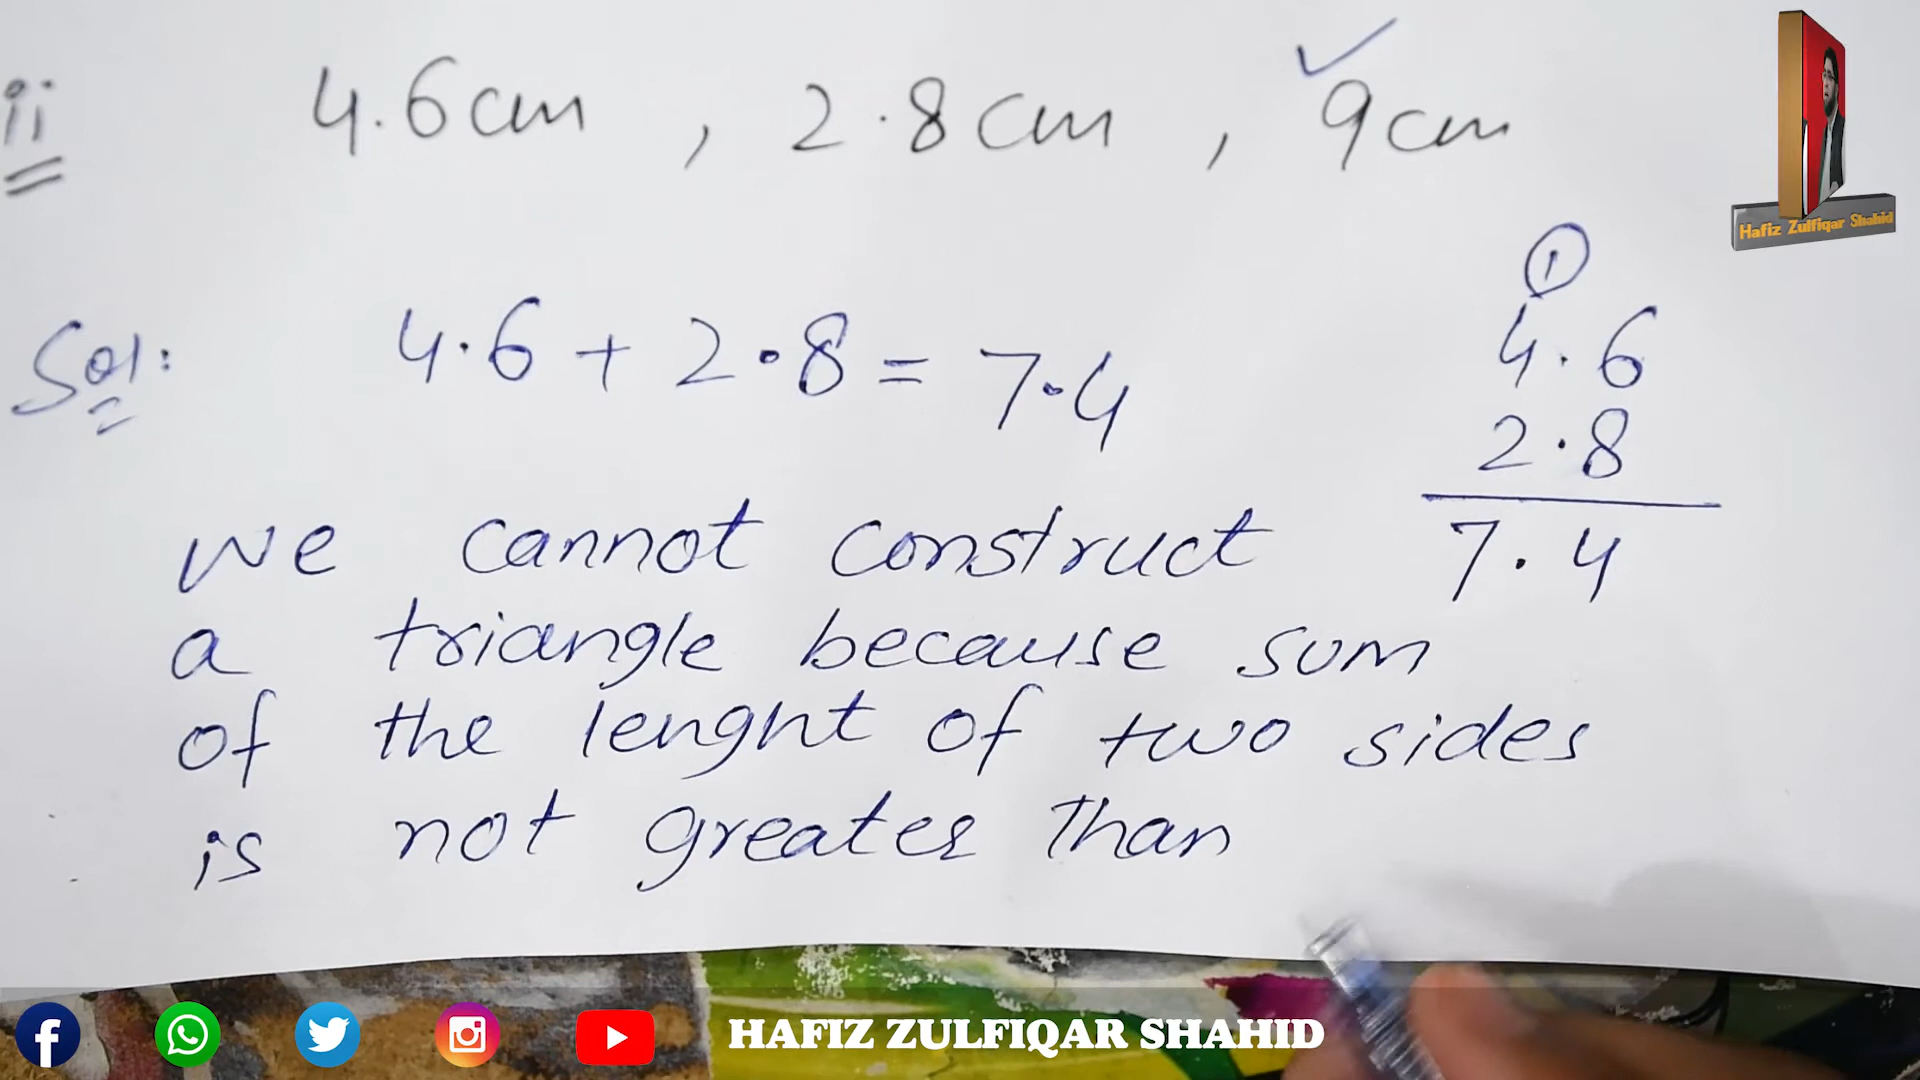 ii 4.6cm , 2.8cm , 9cm
Hafiz Zulfiqar Shahid
1
4.6
2.8
7.4
Sol: 4.6 + 2.8 = 7.4
we cannot construct
a triangle because sum
of the lenght of two sides
is not greater than
HAFIZ ZULFIQAR SHAHID